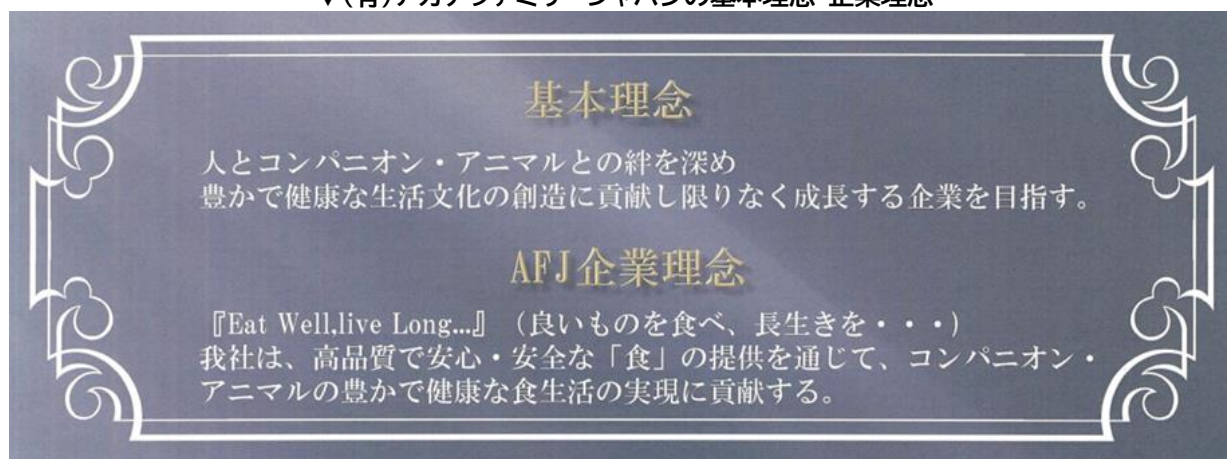 基本理念
人とコンパニオン・アニマルとの絆を深め
豊かで健康な生活文化の創造に貢献し限りなく成長する企業を目指す。
AFJ企業理念
『Eat Well,live Long...』（良いものを食べ、長生きを・・・）
我社は、高品質で安心・安全な「食」の提供を通じて、コンパニオン・
アニマルの豊かで健康な食生活の実現に貢献する。